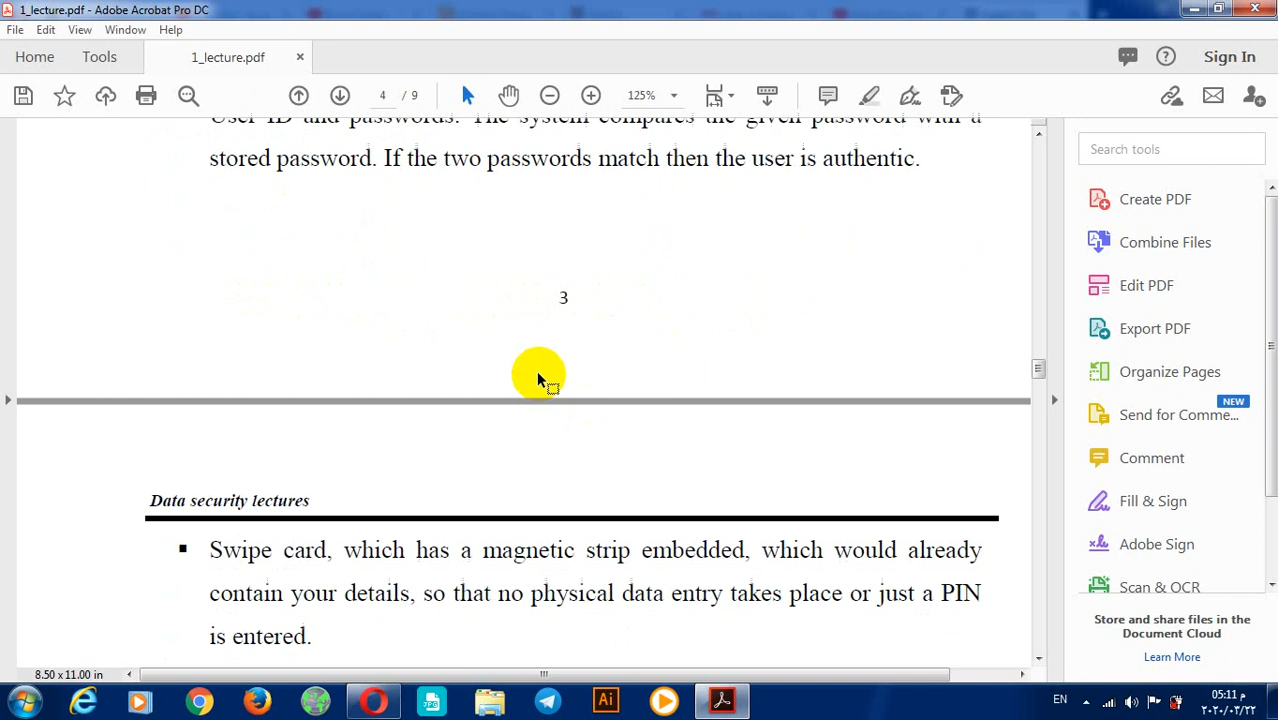 1_lecture.pdf - Adobe Acrobat Pro DC
File Edit View Window Help
Home Tools 1_lecture.pdf × Sign In
4 / 9 125%
User ID and passwords. The system compares the given password with a
stored password. If the two passwords match then the user is authentic.
3
Data security lectures
▪ Swipe card, which has a magnetic strip embedded, which would already
contain your details, so that no physical data entry takes place or just a PIN
is entered.
8.50 x 11.00 in
Search tools
Create PDF
Combine Files
Edit PDF
Export PDF
Organize Pages
NEW
Send for Comme...
Comment
Fill & Sign
Adobe Sign
Scan & OCR
Store and share files in the
Document Cloud
Learn More
JPG
Ai
EN
05:11 م
٢٠٢٠/٠٣/٢٢